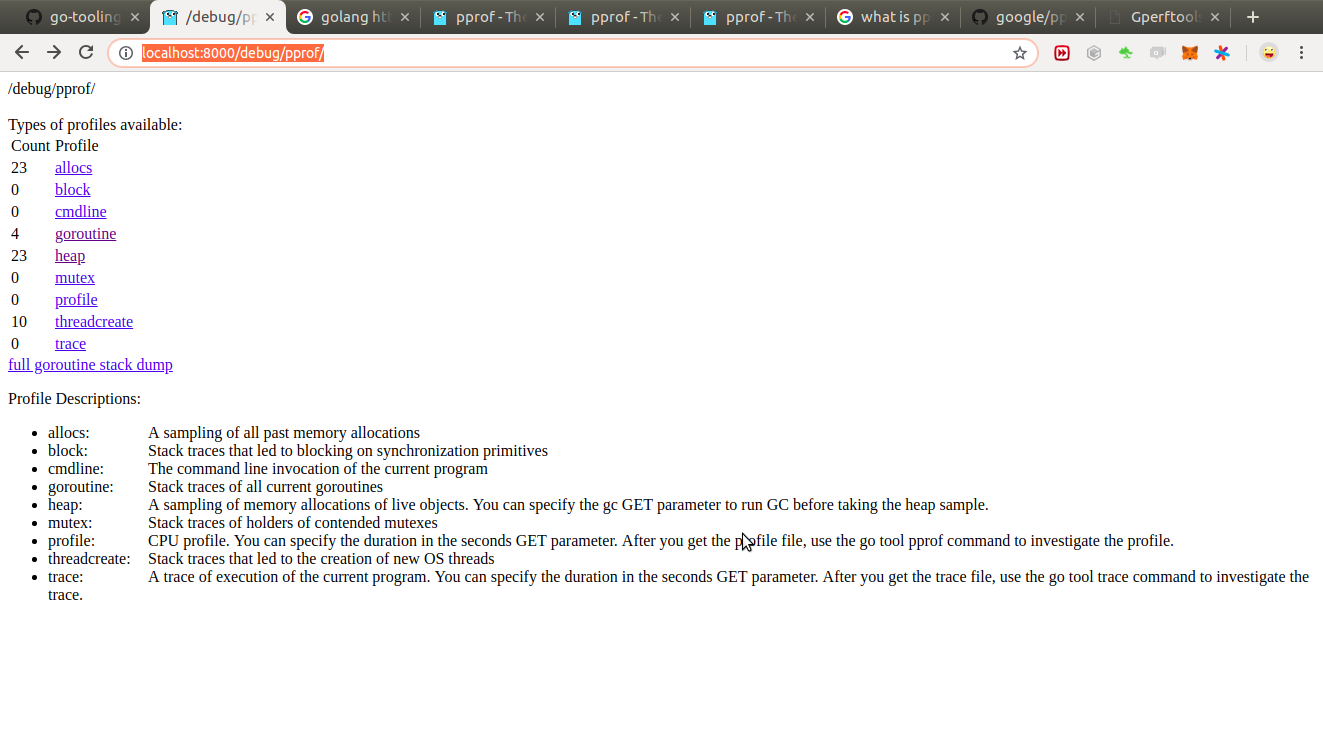 go-tooling
/debug/pp
golang htt
pprof - The
pprof - The
pprof - The
what is pp
google/pp
Gperftools
localhost:8000/debug/pprof/
/debug/pprof/
Types of profiles available:
Count Profile
23 allocs
0 block
0 cmdline
4 goroutine
23 heap
0 mutex
0 profile
10 threadcreate
0 trace
full goroutine stack dump
Profile Descriptions:
• allocs: A sampling of all past memory allocations
• block: Stack traces that led to blocking on synchronization primitives
• cmdline: The command line invocation of the current program
• goroutine: Stack traces of all current goroutines
• heap: A sampling of memory allocations of live objects. You can specify the gc GET parameter to run GC before taking the heap sample.
• mutex: Stack traces of holders of contended mutexes
• profile: CPU profile. You can specify the duration in the seconds GET parameter. After you get the profile file, use the go tool pprof command to investigate the profile.
• threadcreate: Stack traces that led to the creation of new OS threads
• trace: A trace of execution of the current program. You can specify the duration in the seconds GET parameter. After you get the trace file, use the go tool trace command to investigate the
trace.